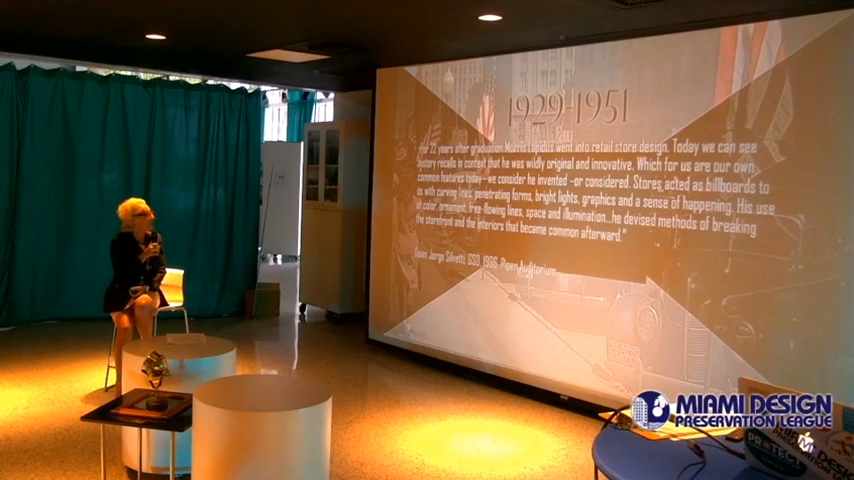 1929-1951
"For 22 years after graduation Morris Lapidus went into retail store design. Today we can see
history recalls in context that he was wildly original and innovative. Which for us are our own
common features today-we consider he invented -or considered. Stores acted as billboards to
us with curving lines, penetrating forms, bright lights, graphics and a sense of happening. His use
of color, ornament, free-flowing lines, space and illumination...he devised methods of breaking
the storefront and the interiors that became common afterward."
Dean Jorge Silvetti, GSD, 1996 Piper Auditorium
MIAMI DESIGN
PRESERVATION LEAGUE